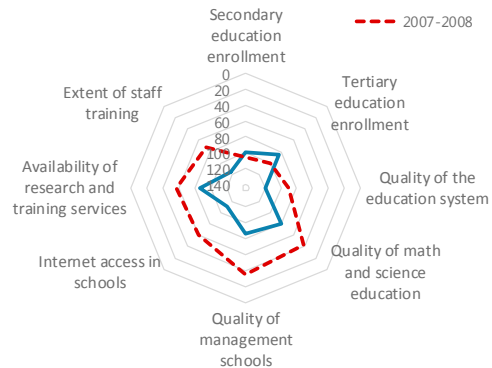 Secondary
education
enrollment
2007-2008
Tertiary
education
enrollment
Quality of the
education system
Quality of math
and science
education
Quality of
management
schools
Internet access in
schools
Availability of
research and
training services
Extent of staff
training
0
20
40
60
80
100
120
140